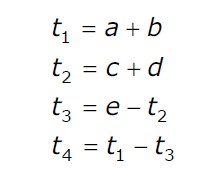 t₁ = a + b
t₂ = c + d
t₃ = e − t₂
t₄ = t₁ − t₃